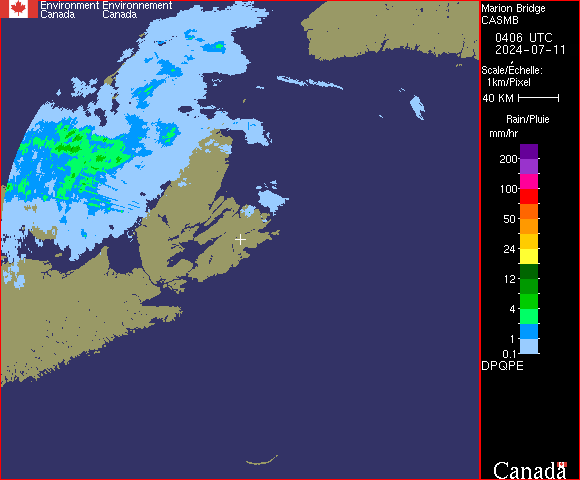 Environment Environnement
Canada Canada
Marion Bridge
CASMB
0406 UTC
2024-07-11
Scale/Échelle:
1km/Pixel
40 KM
Rain/Pluie
mm/hr
200
100
50
24
12
4
1
0.1
DPQPE
Canada